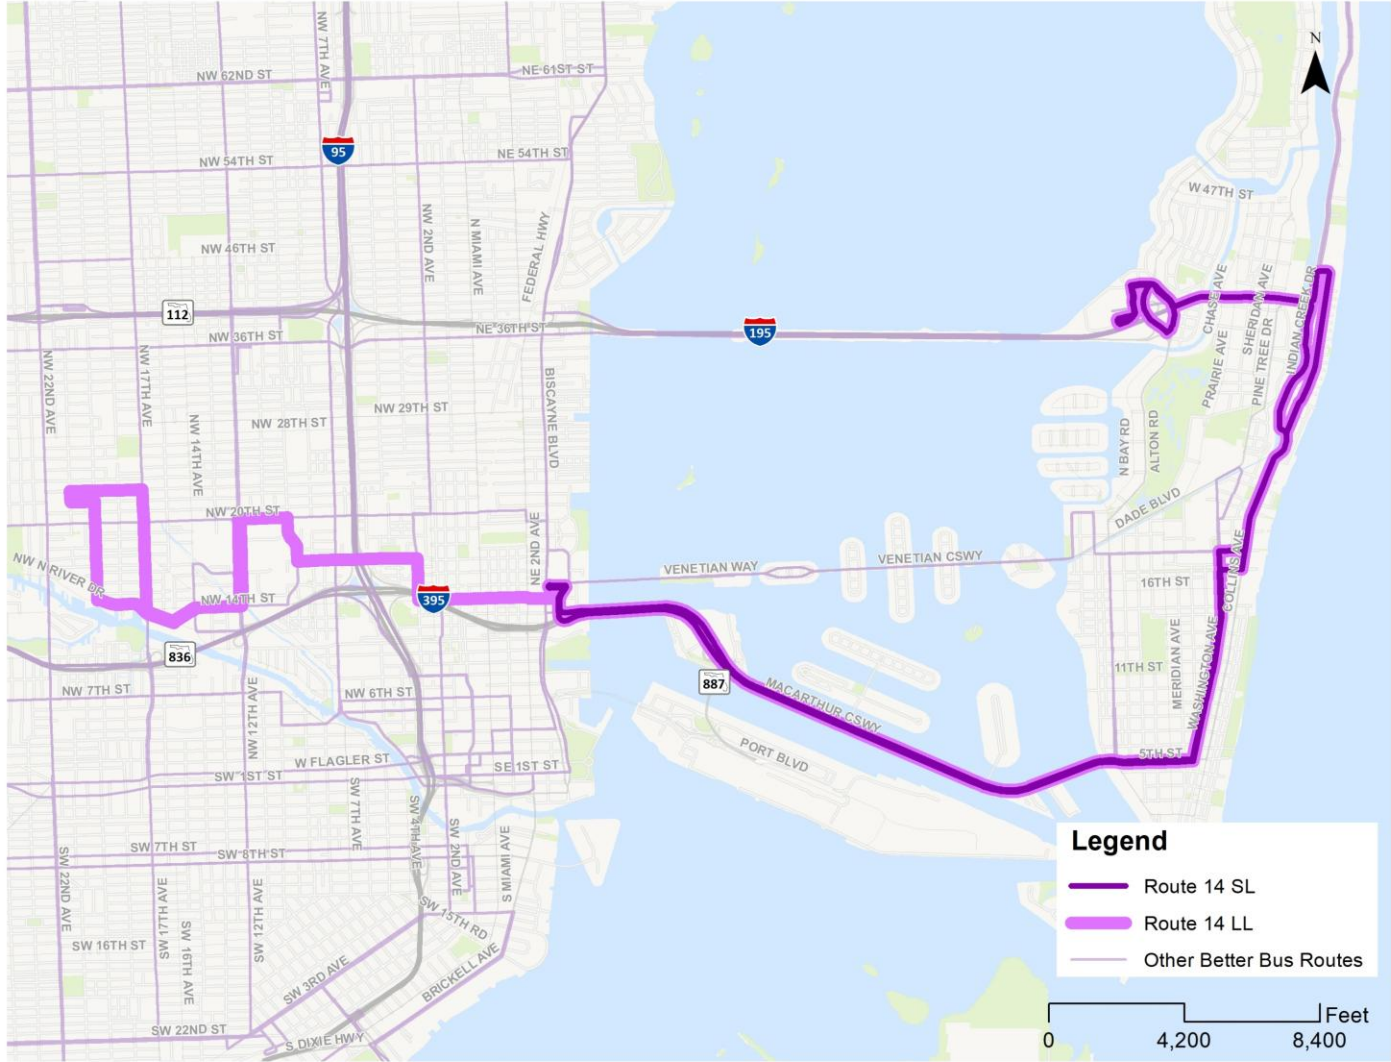 N
NW 7TH AVE
NE 61ST ST
NW 62ND ST
95
NE 54TH ST
NW 54TH ST
W 47TH ST
NW 2ND AVE
N MIAMI AVE
FEDERAL HWY
NW 46TH ST
CHASE AVE
SHERIDAN AVE
INDIAN CREEK DR
112
NE 36TH ST
195
NW 36TH ST
PRAIRIE AVE
PINE TREE DR
NW 22ND AVE
NW 17TH AVE
BISCAYNE BLVD
NW 29TH ST
NW 14TH AVE
NW 28TH ST
N BAY RD
ALTON RD
DADE BLVD
NW 20TH ST
NE 2ND AVE
NW N RIVER DR
VENETIAN WAY
VENETIAN CSWY
COLLINS AVE
16TH ST
NW 14TH ST
395
836
11TH ST
MERIDIAN AVE
WASHINGTON AVE
887
MACARTHUR CSWY
NW 7TH ST
NW 6TH ST
NW 12TH AVE
PORT BLVD
5TH ST
W FLAGLER ST
SE 1ST ST
SW 1ST ST
SW 7TH AVE
SW 4TH AVE
SW 2ND AVE
S MIAMI AVE
SW 7TH ST
SW 8TH ST
SW 22ND AVE
SW 17TH AVE
SW 12TH AVE
SW 15TH RD
SW 16TH ST
SW 16TH AVE
SW 3RD AVE
BRICKELL AVE
SW 22ND ST
S DIXIE HWY
Legend
Route 14 SL
Route 14 LL
Other Better Bus Routes
Feet
0 4,200 8,400